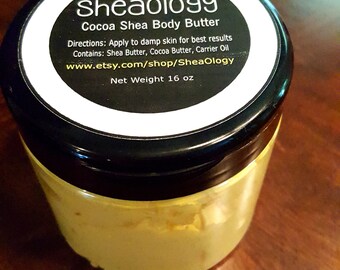 SheaOlogy
Cocoa Shea Body Butter
Directions: Apply to damp skin for best results
Contains: Shea Butter, Cocoa Butter, Carrier Oil
www.etsy.com/shop/SheaOlogy
Net Weight 16 oz